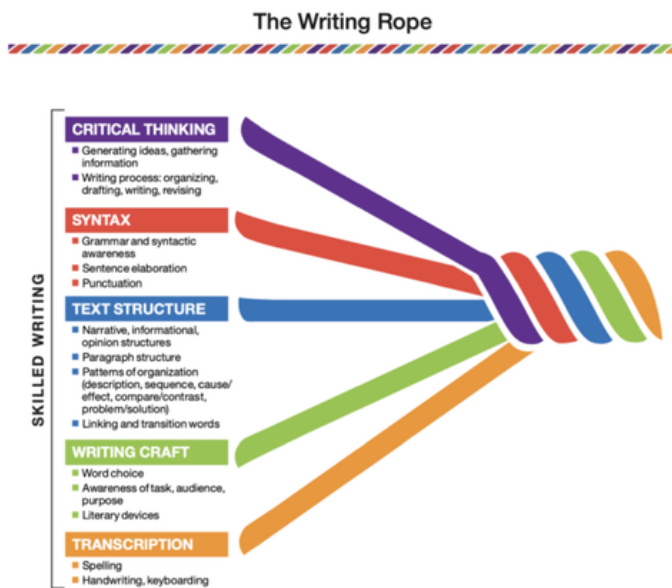 The Writing Rope
SKILLED WRITING
CRITICAL THINKING
■ Generating ideas, gathering
information
■ Writing process: organizing,
drafting, writing, revising
SYNTAX
■ Grammar and syntactic
awareness
■ Sentence elaboration
■ Punctuation
TEXT STRUCTURE
■ Narrative, informational,
opinion structures
■ Paragraph structure
■ Patterns of organization
(description, sequence, cause/
effect, compare/contrast,
problem/solution)
■ Linking and transition words
WRITING CRAFT
■ Word choice
■ Awareness of task, audience,
purpose
■ Literary devices
TRANSCRIPTION
■ Spelling
■ Handwriting, keyboarding